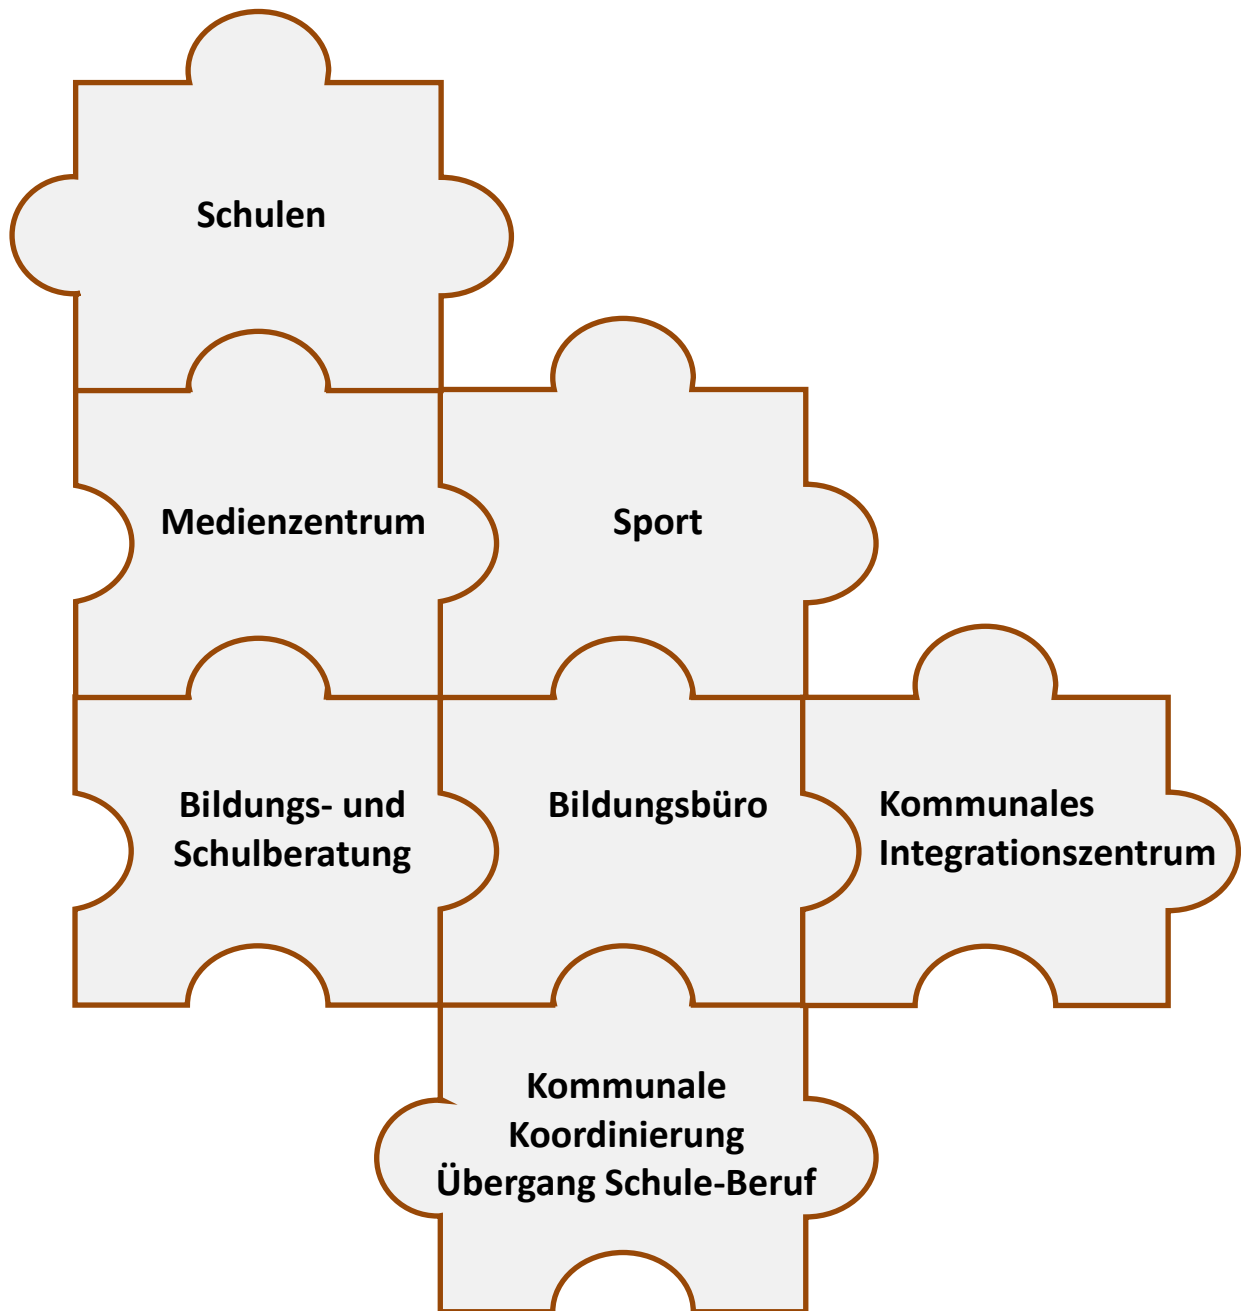 Schulen
Medienzentrum
Sport
Bildungs- und
Schulberatung
Bildungsbüro
Kommunales
Integrationszentrum
Kommunale
Koordinierung
Übergang Schule-Beruf